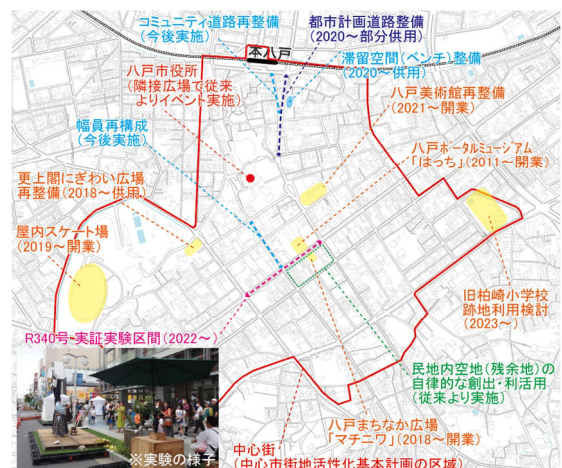 コミュニティ道路再整備
(今後実施)
都市計画道路整備
(2020~部分供用)
本八戸
滞留空間(ベンチ)整備
(2020~供用)
八戸市役所
(隣接広場で従来
よりイベント実施)
八戸美術館再整備
(2021~開業)
幅員再構成
(今後実施)
八戸ポータルミュージアム
「はっち」(2011~開業)
更上閣にぎわい広場
再整備(2018~供用)
屋内スケート場
(2019~開業)
旧柏崎小学校
跡地利用検討
(2023~)
R340号・実証実験区間(2022~)
民地内空地(残余地)の
自律的な創出・利活用
(従来より実施)
八戸まちなか広場
「マチニワ」(2018~開業)
※実験の様子
中心街
(中心市街地活性化基本計画の区域)